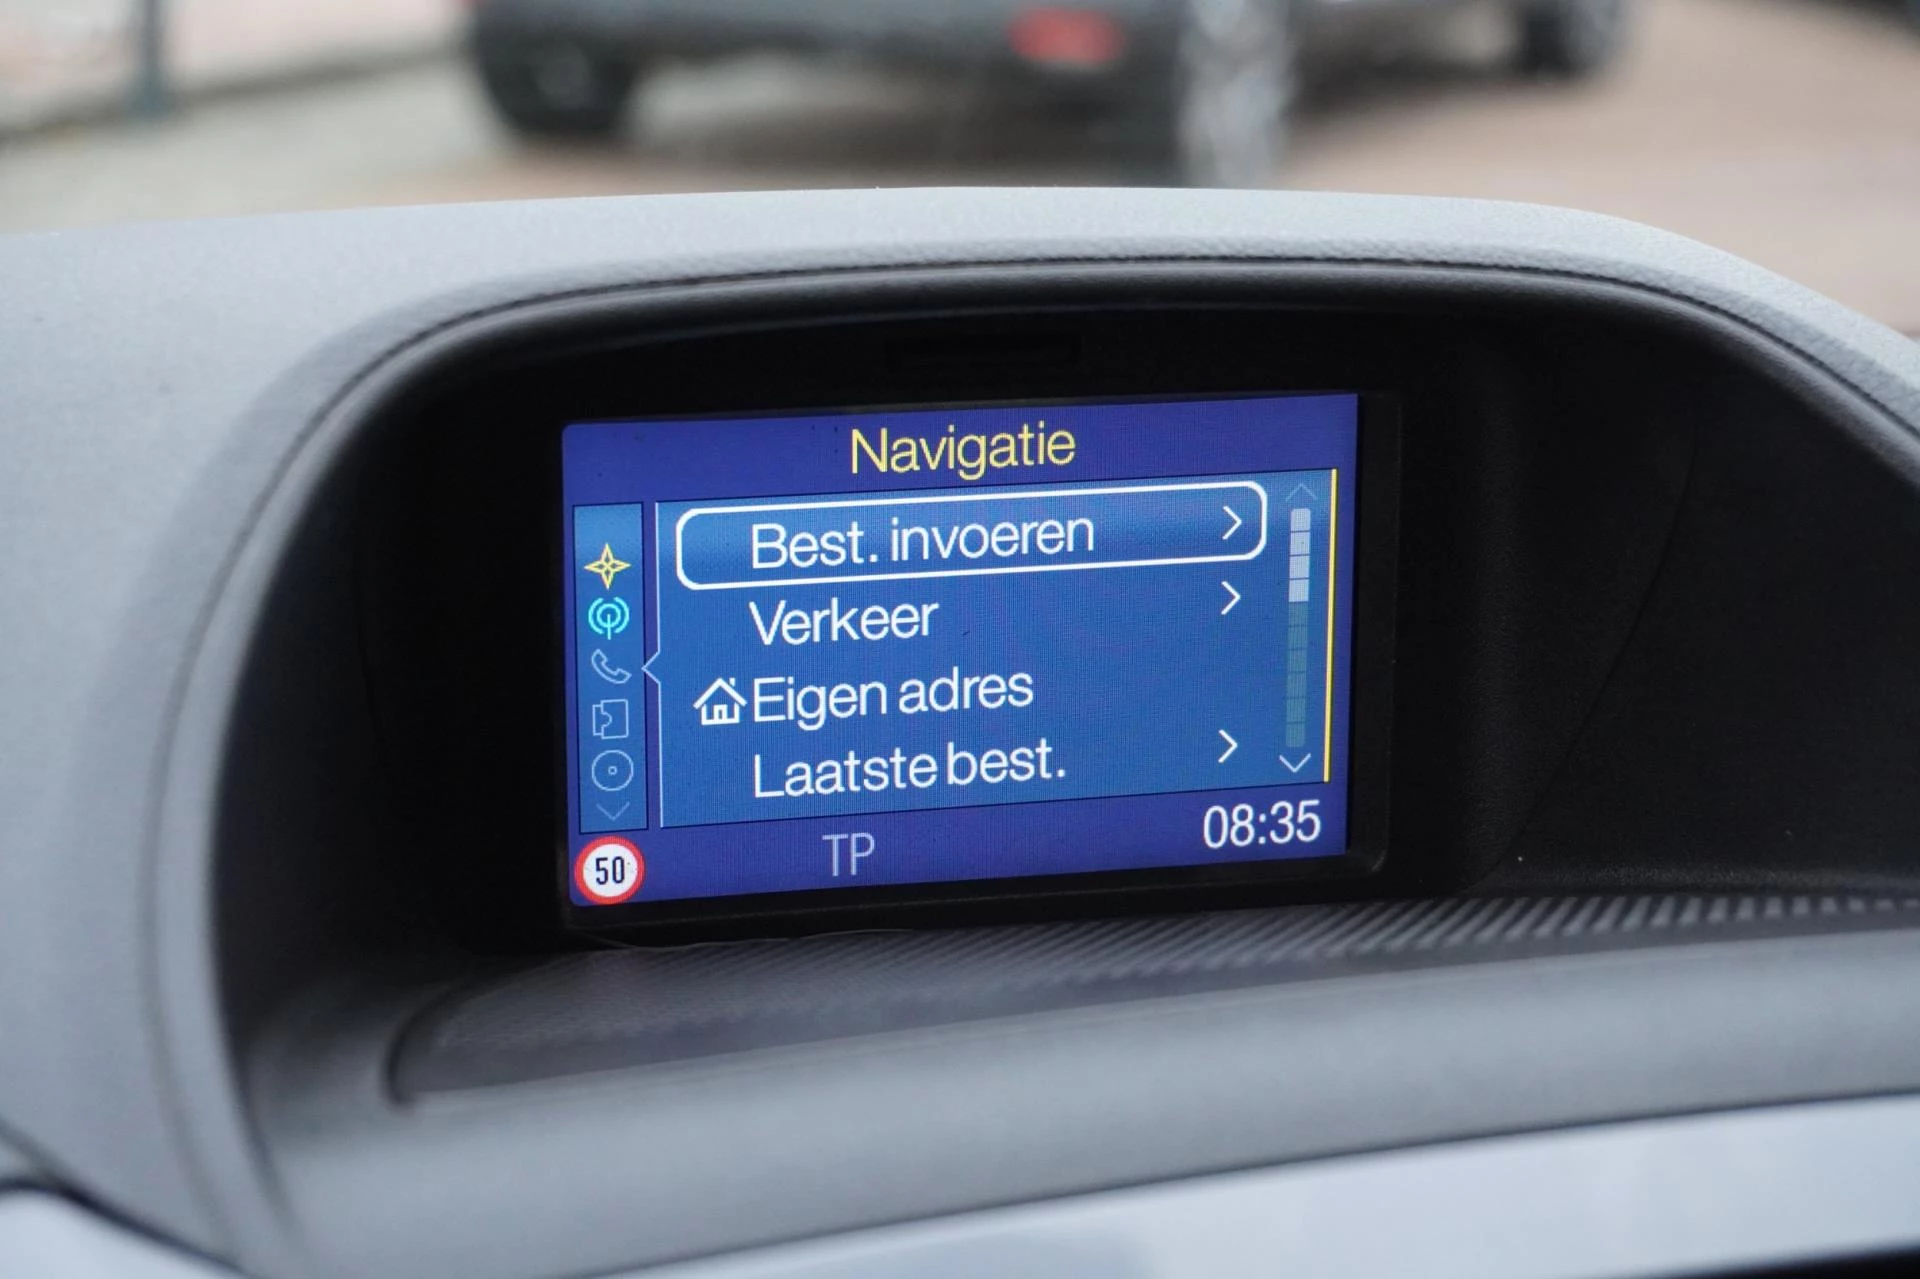 Navigatie
Best. invoeren
Verkeer
Eigen adres
Laatste best.
50
TP
08:35